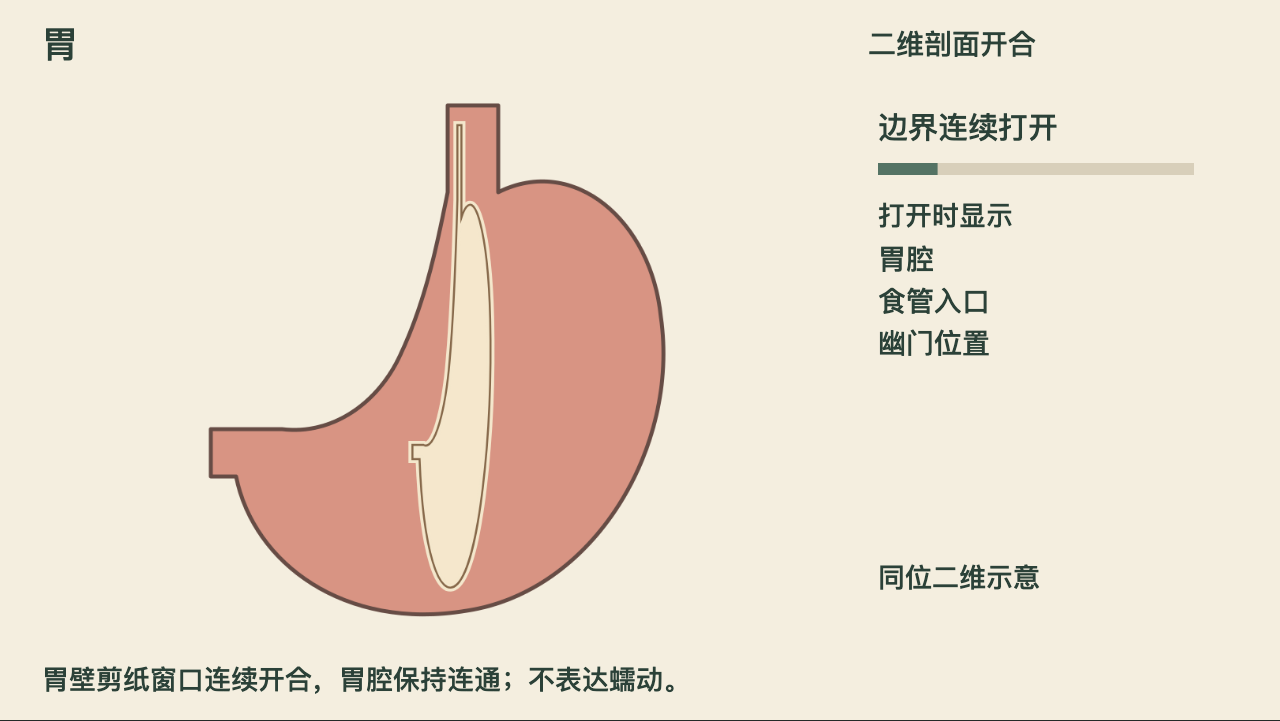 胃
二维剖面开合
边界连续打开
打开时显示
胃腔
食管入口
幽门位置
同位二维示意
胃壁剪纸窗口连续开合，胃腔保持连通；不表达蠕动。